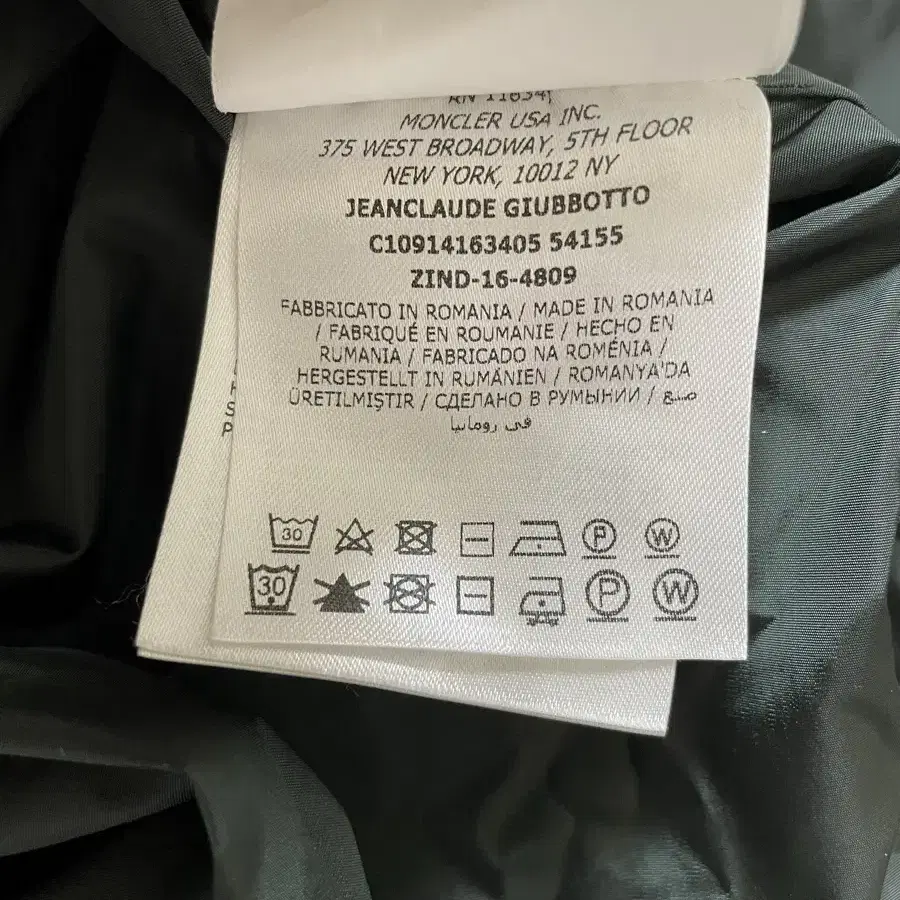 MONCLER USA INC.
375 WEST BROADWAY, 5TH FLOOR
NEW YORK, 10012 NY
JEANCLAUDE GIUBBOTTO
C10914163405 54155
ZIND-16-4809
FABBRICATO IN ROMANIA / MADE IN ROMANIA
/ FABRIQUÉ EN ROUMANIE / HECHO EN
RUMANIA / FABRICADO NA ROMÉNIA /
HERGESTELLT IN RUMÄNIEN / ROMANYA'DA
ÜRETILMIŞTIR / СДЕЛАНО В РУМЫНИИ / صنع
في رومانيا
30 P W
30 P W